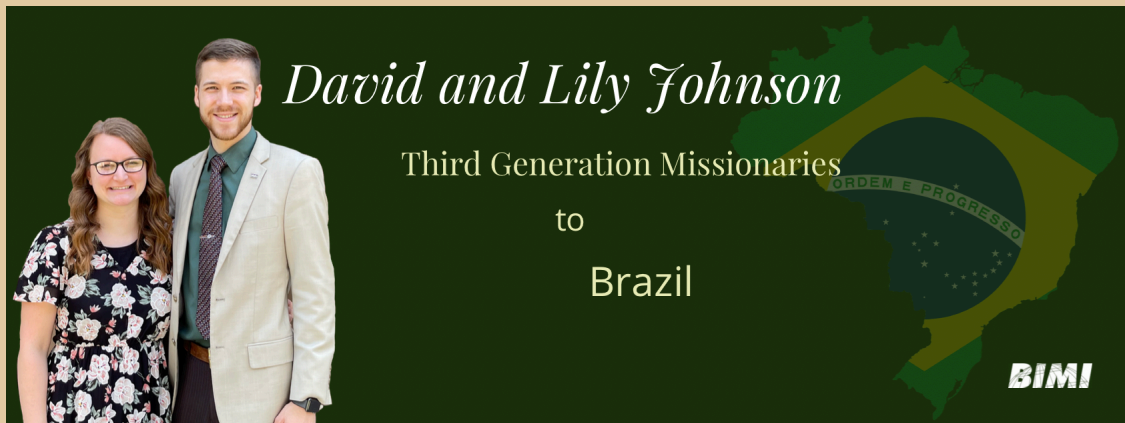 David and Lily Johnson
Third Generation Missionaries
to
Brazil
ORDEM E PROGRESSO
BIMI